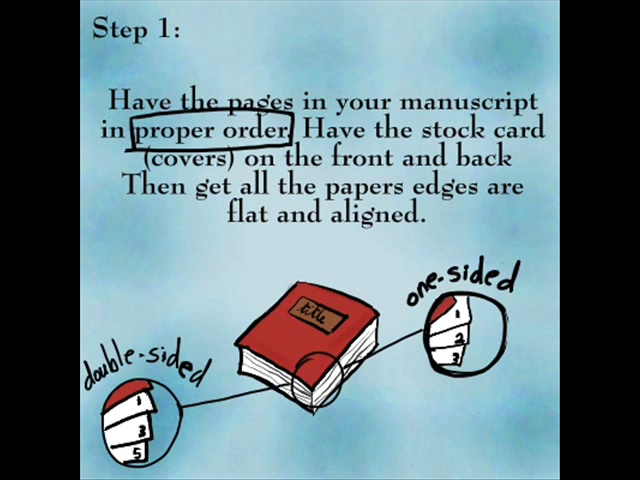 Step 1:
Have the pages in your manuscript
in proper order. Have the stock card
(covers) on the front and back
Then get all the papers edges are
flat and aligned.
one-sided
1
2
3
title
double-sided
1
3
5